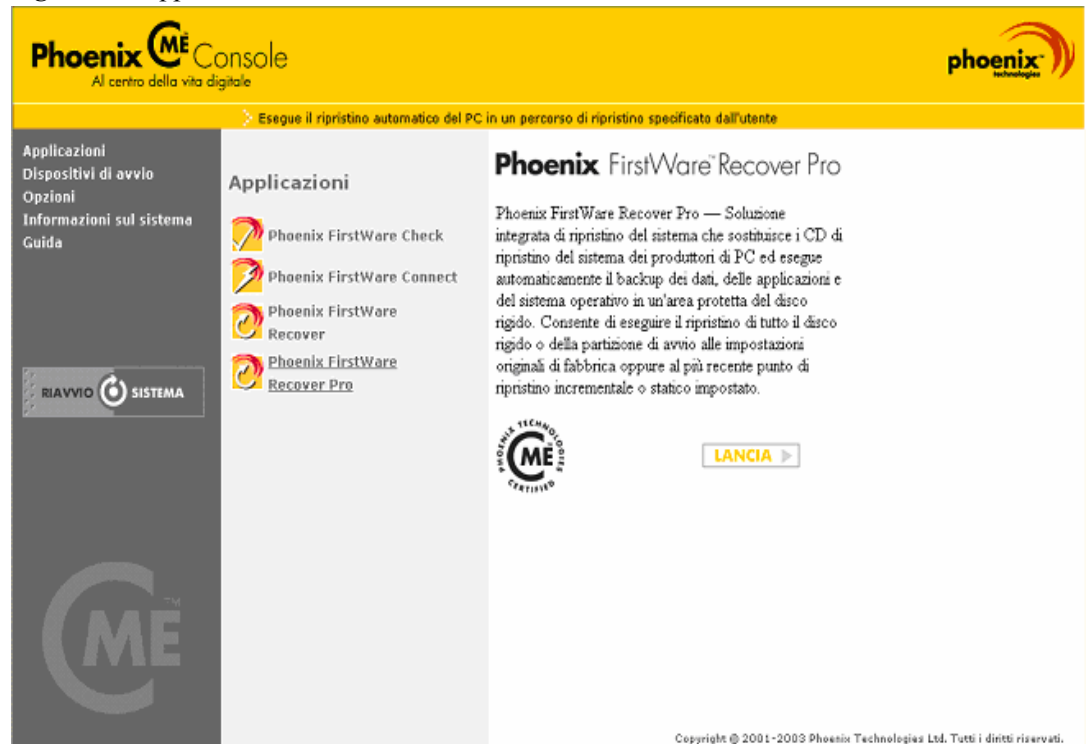 Phoenix CME Console
Al centro della vita digitale
phoenix™
technologies
Esegue il ripristino automatico del PC in un percorso di ripristino specificato dall'utente
Applicazioni
Dispositivi di avvio
Opzioni
Informazioni sul sistema
Guida
RIAVVIO SISTEMA
CME™
Applicazioni
Phoenix FirstWare Check
Phoenix FirstWare Connect
Phoenix FirstWare
Recover
Phoenix FirstWare
Recover Pro
Phoenix FirstWare™ Recover Pro
Phoenix FirstWare Recover Pro — Soluzione
integrata di ripristino del sistema che sostituisce i CD di
ripristino del sistema dei produttori di PC ed esegue
automaticamente il backup dei dati, delle applicazioni e
del sistema operativo in un'area protetta del disco
rigido. Consente di eseguire il ripristino di tutto il disco
rigido o della partizione di avvio alle impostazioni
originali di fabbrica oppure al più recente punto di
ripristino incrementale o statico impostato.
PHOENIX TECHNOLOGIES
CME
CERTIFIED
LANCIA
Copyright @ 2001-2003 Phoenix Technologies Ltd. Tutti i diritti riservati.